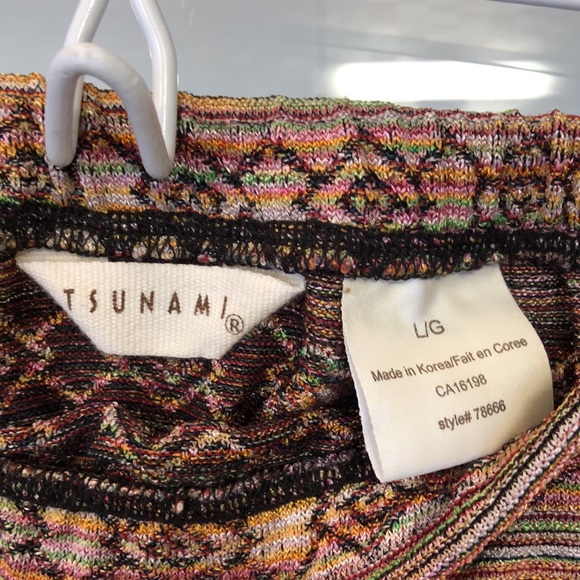 TSUNAMI®
L/G
Made in Korea/Fait en Coree
CA16198
style# 78666